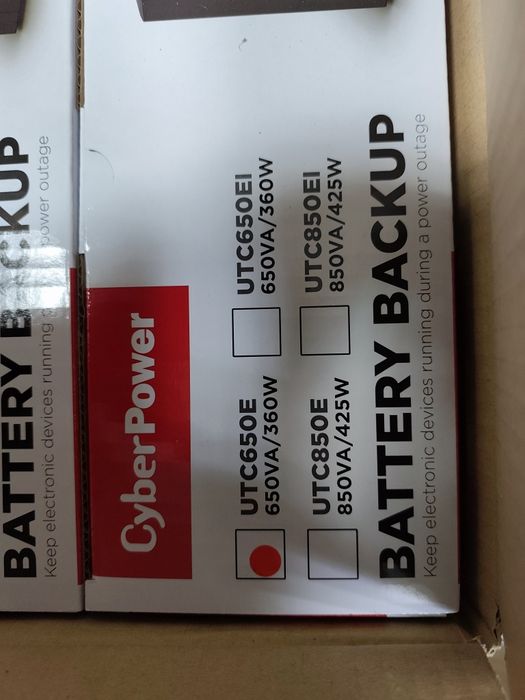 CyberPower
UTC650E
650VA/360W
UTC650EI
650VA/360W
UTC850E
850VA/425W
UTC850EI
850VA/425W
BATTERY BACKUP
Keep electronic devices running during a power outage
BATTERY BACKUP
Keep electronic devices running power outage